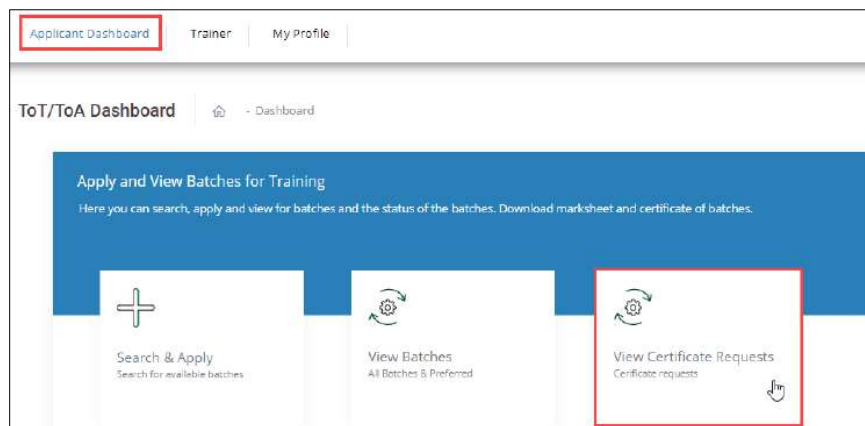 Applicant Dashboard Trainer My Profile
ToT/ToA Dashboard - Dashboard
Apply and View Batches for Training
Here you can search, apply and view for batches and the status of the batches. Download marksheet and certificate of batches.
Search & Apply
Search for available batches
View Batches
All Batches & Preferred
View Certificate Requests
Cerificate requests